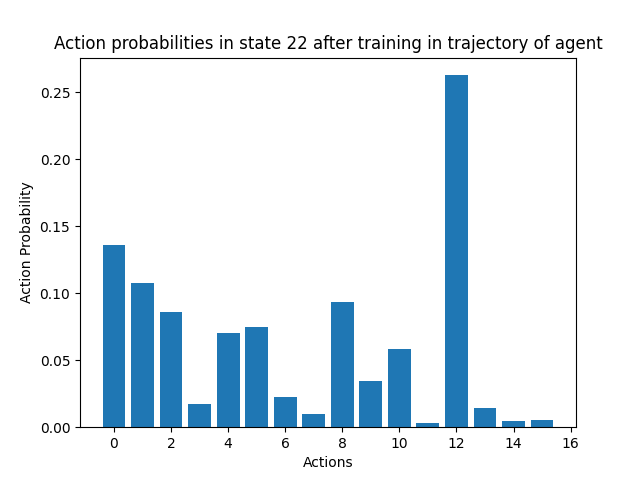 Action probabilities in state 22 after training in trajectory of agent
0.25
0.20
0.15
0.10
0.05
0.00
Action Probability
0 2 4 6 8 10 12 14 16
Actions